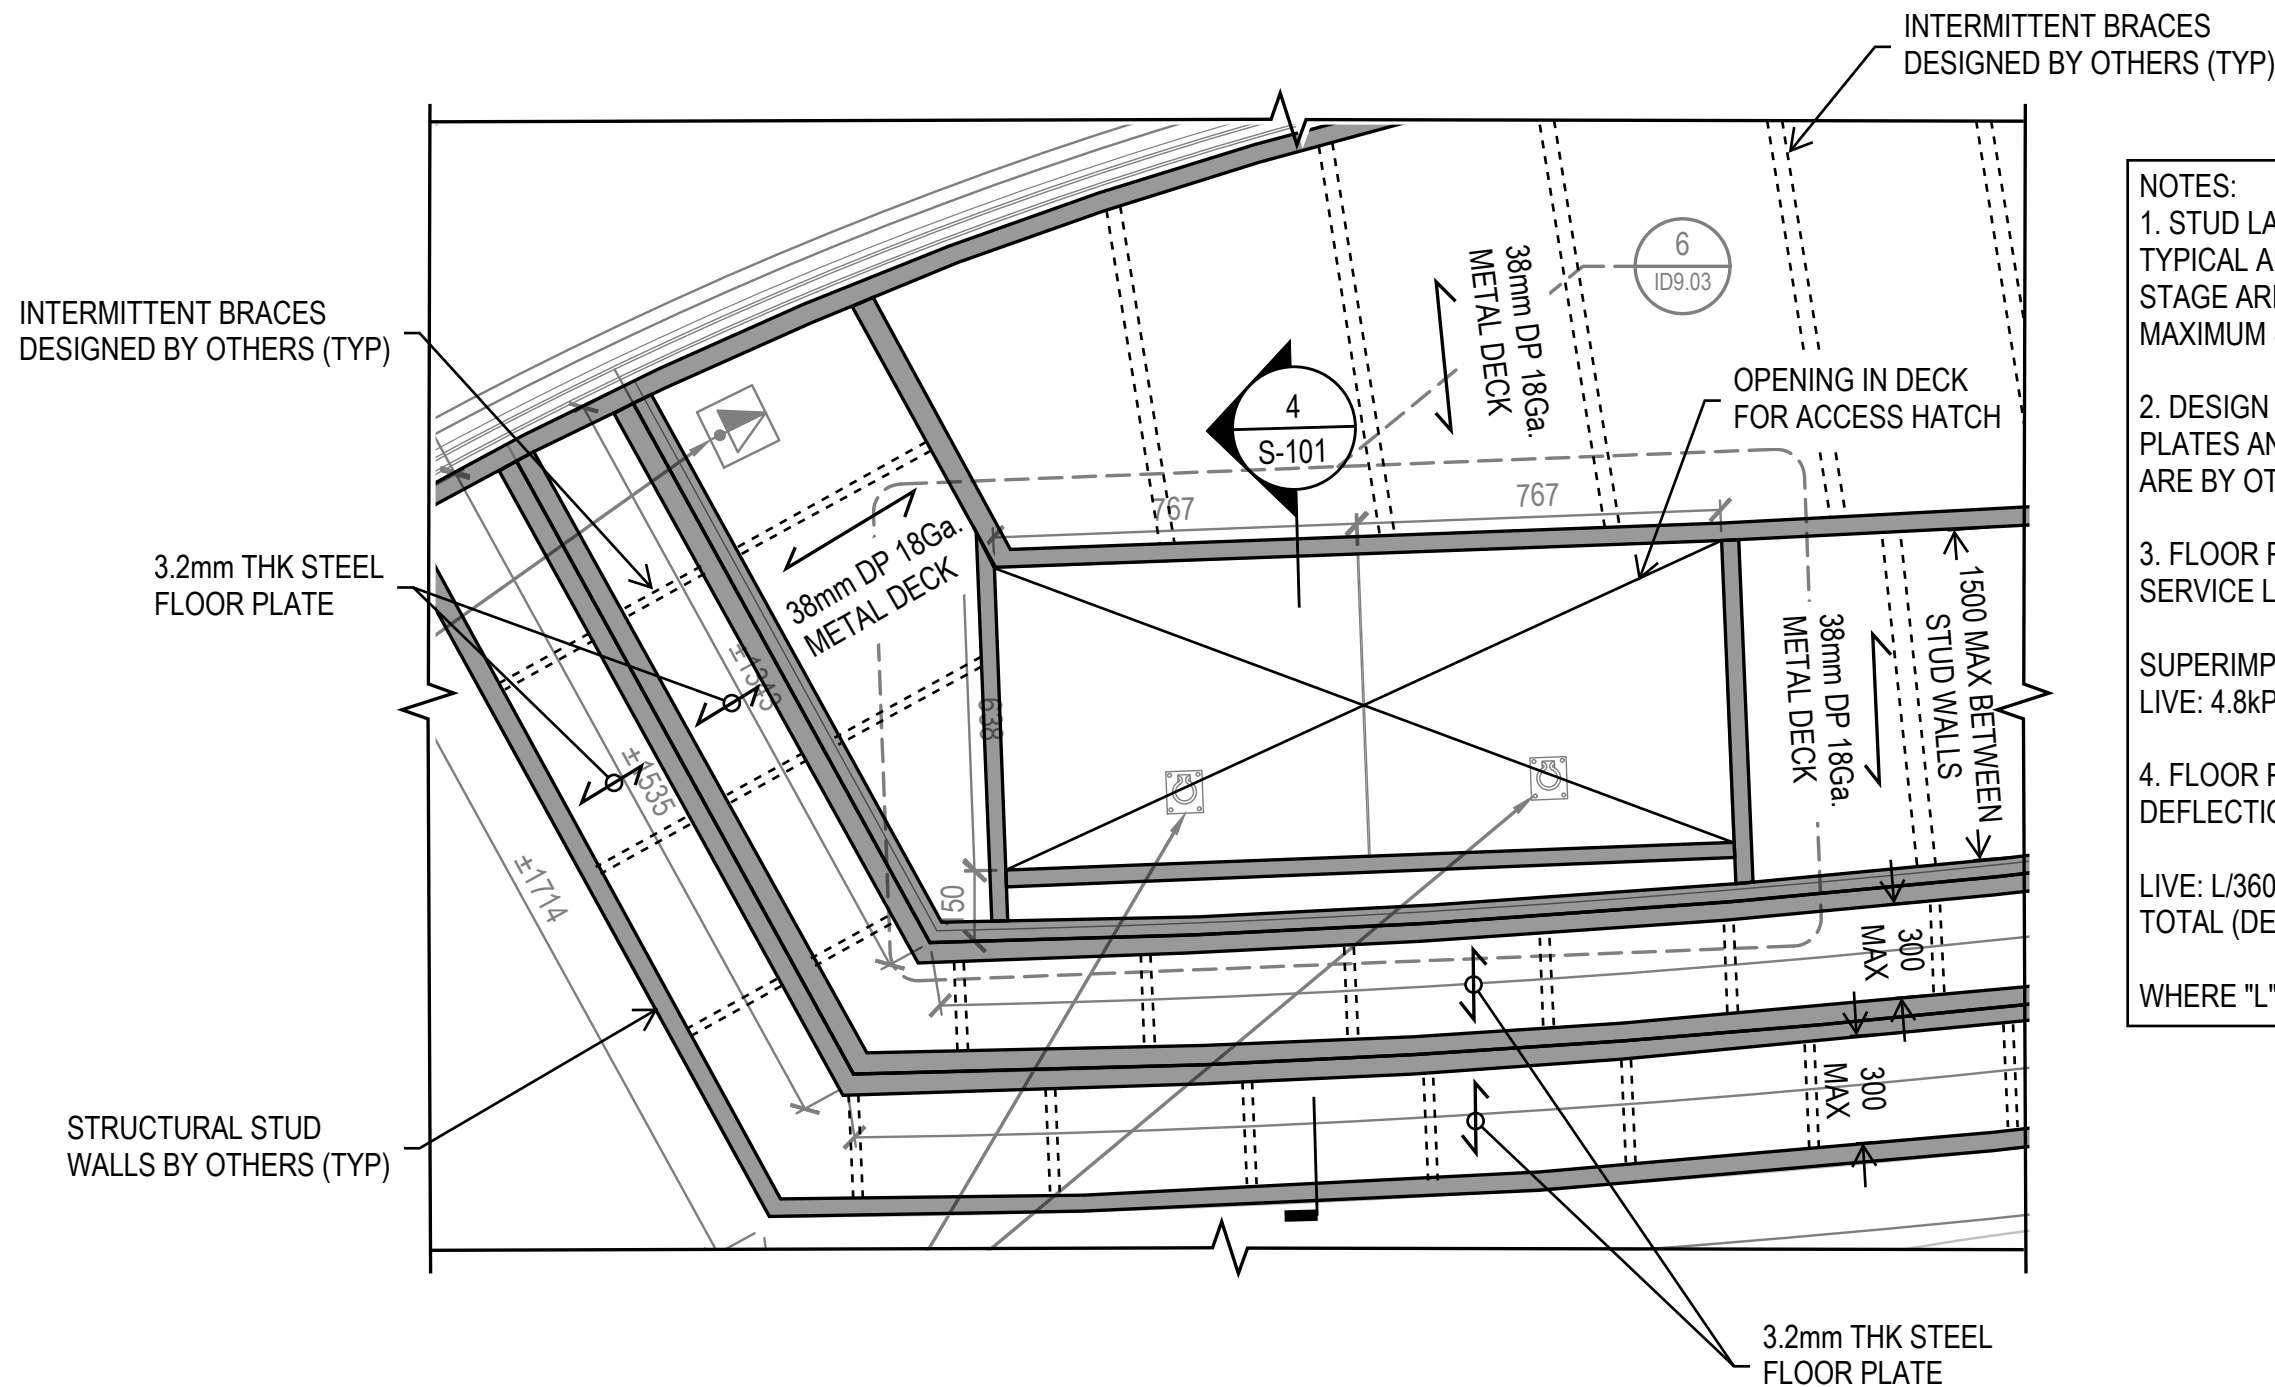 INTERMITTENT BRACES
DESIGNED BY OTHERS (TYP)
INTERMITTENT BRACES
DESIGNED BY OTHERS (TYP)
3.2mm THK STEEL
FLOOR PLATE
STRUCTURAL STUD
WALLS BY OTHERS (TYP)
38mm DP 18Ga.
METAL DECK
6
ID9.03
4
S-101
OPENING IN DECK
FOR ACCESS HATCH
767
767
38mm DP 18Ga.
METAL DECK
38mm DP 18Ga.
METAL DECK
1500 MAX BETWEEN
STUD WALLS
638
±1343
±1535
±1714
150
300
MAX
300
MAX
3.2mm THK STEEL
FLOOR PLATE
NOTES:
1. STUD LA
TYPICAL A
STAGE
MAXIMUM
2. DESIGN
PLATES AN
ARE BY OT
3. FLOOR
SERVICE L
SUPERIMP
LIVE: 4.8kP
4. FLOOR
DEFLECTIO
LIVE: L/360
TOTAL (DE
WHERE "L"